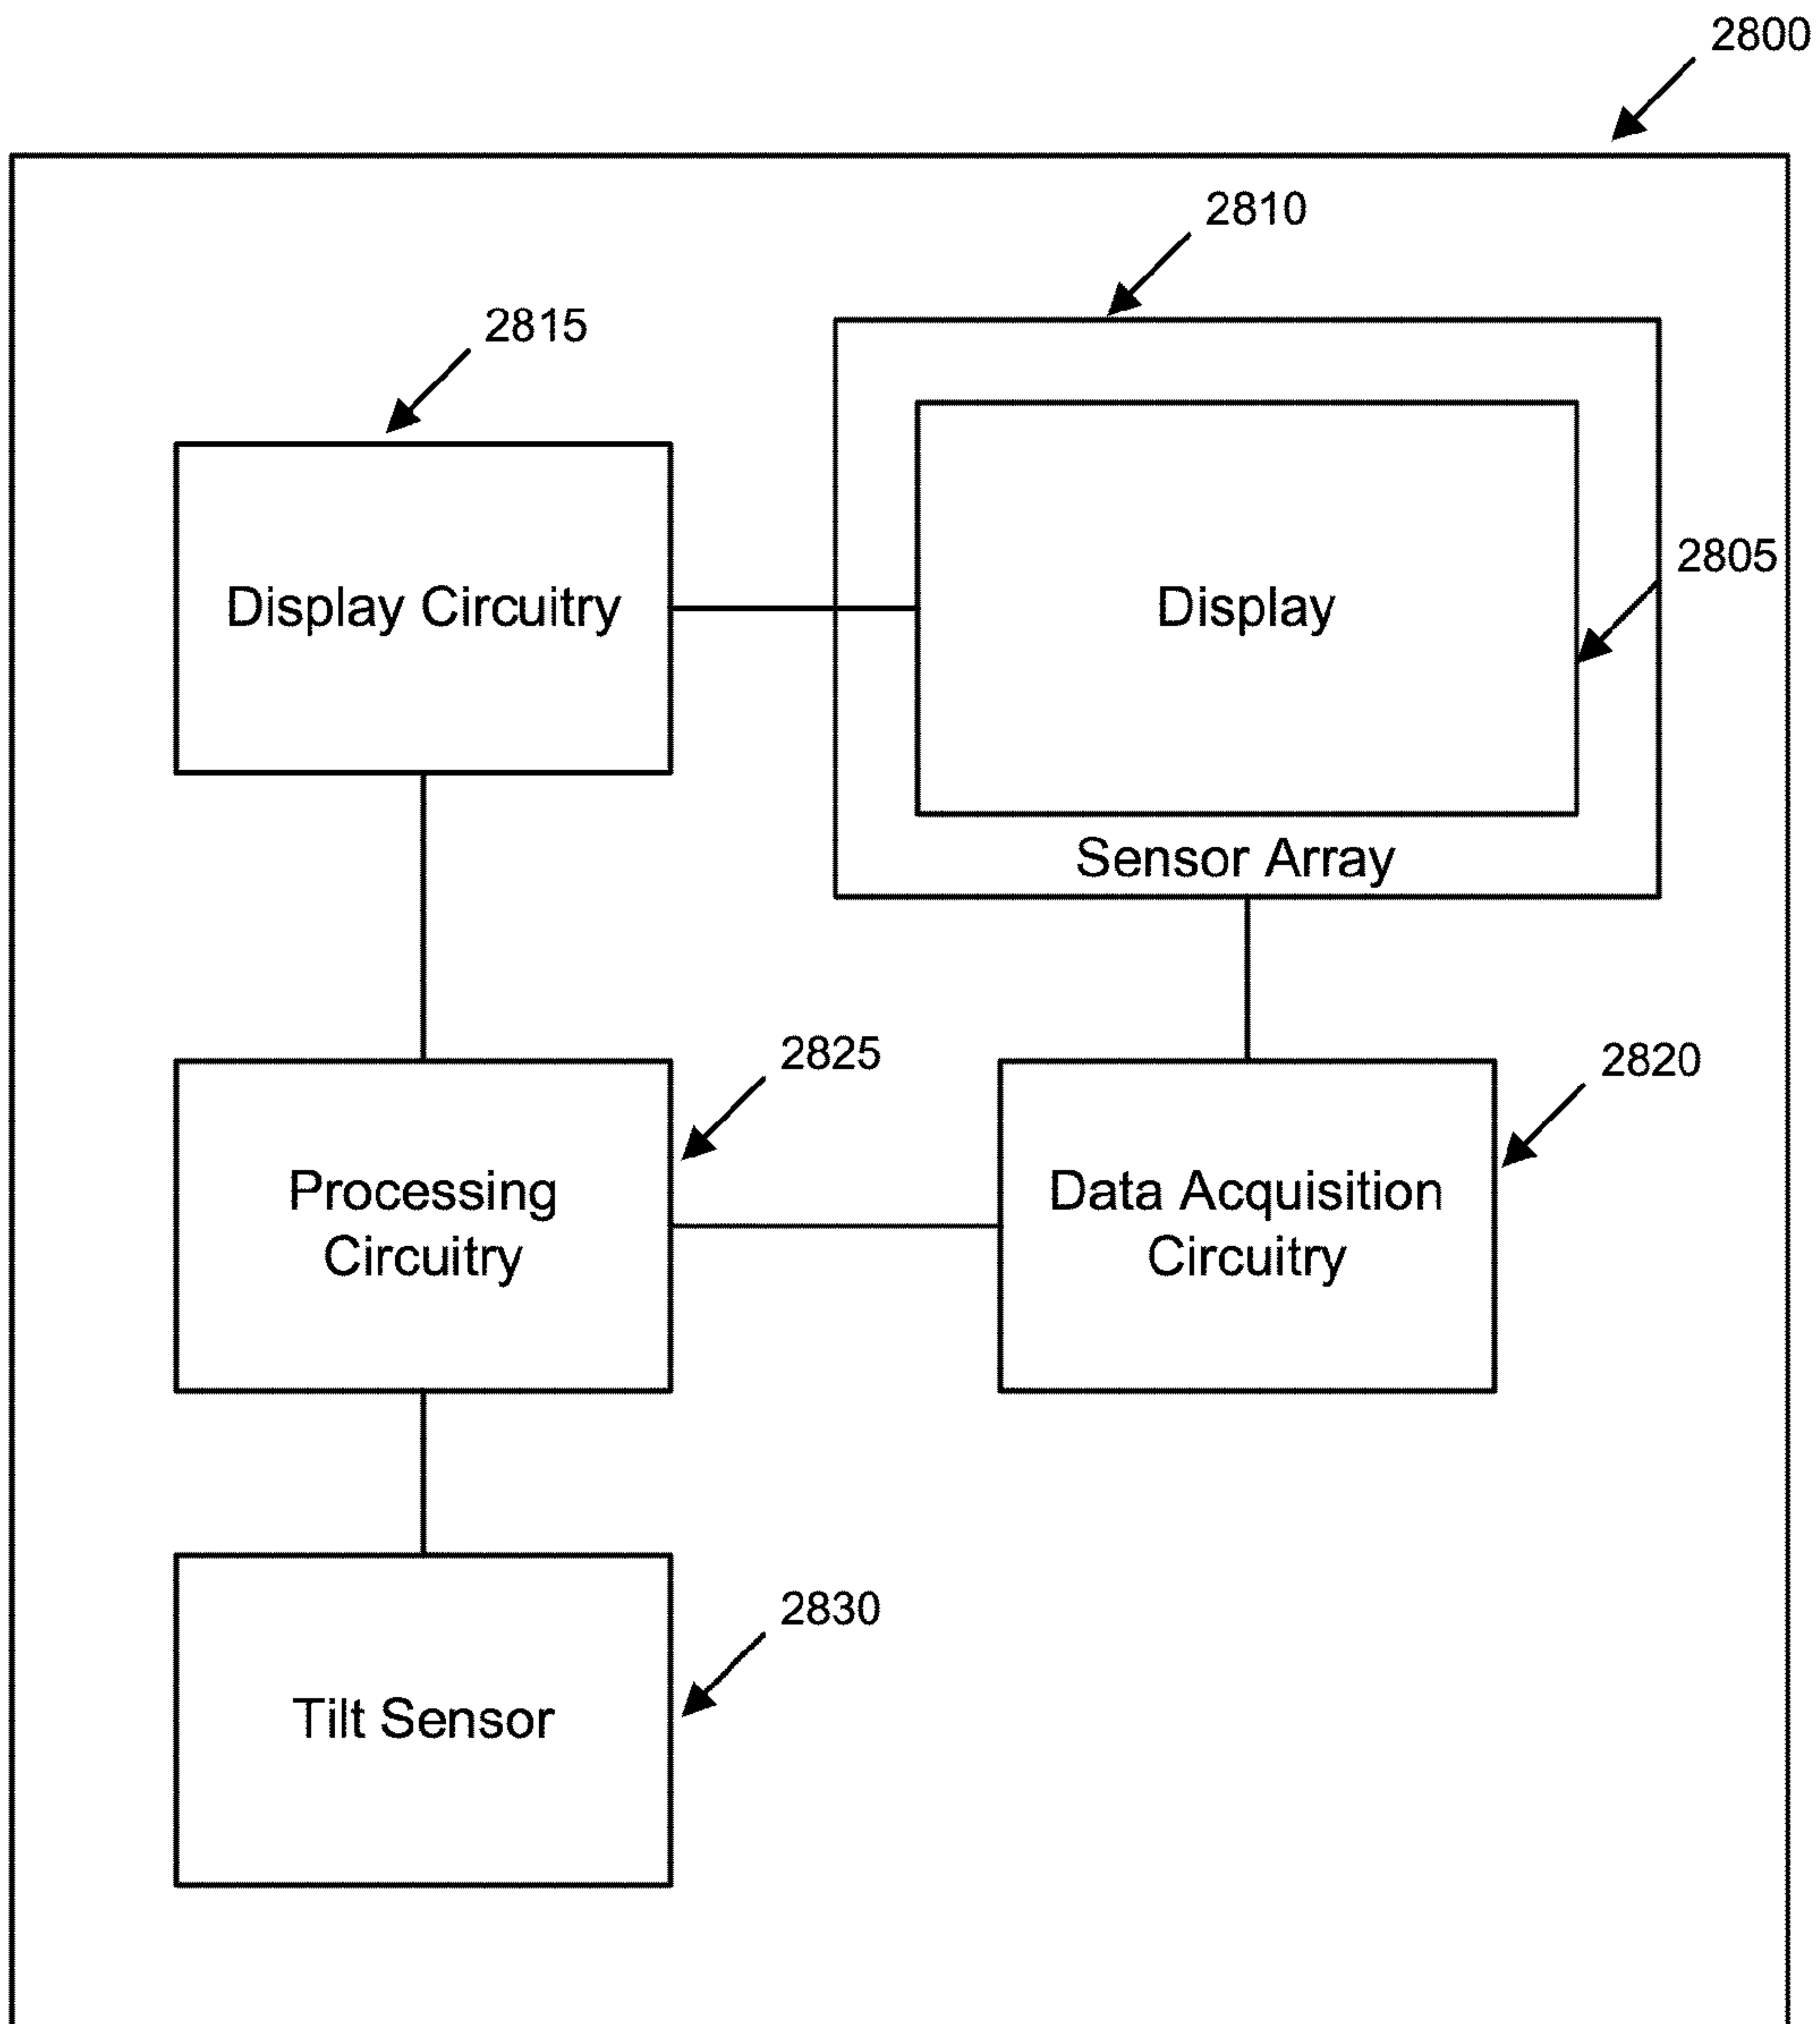 2800
2810
2815
2805
Display Circuitry
Display
Sensor Array
2825
2820
Processing
Circuitry
Data Acquisition
Circuitry
2830
Tilt Sensor